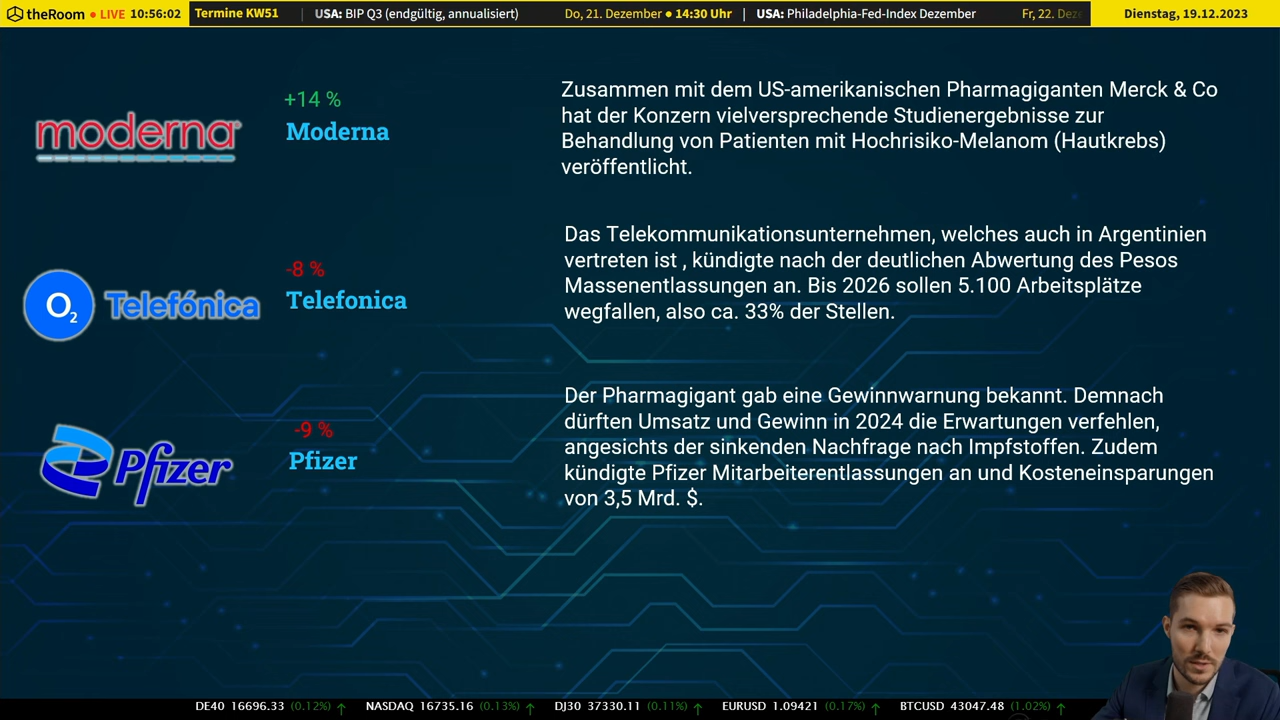 theRoom ● LIVE 10:56:02 Termine KW51 | USA: BIP Q3 (endgültig, annualisiert) Do, 21. Dezember ● 14:30 Uhr | USA: Philadelphia-Fed-Index Dezember Fr, 22. Dienstag, 19.12.2023
+14 %
moderna
Moderna
Zusammen mit dem US-amerikanischen Pharmagiganten Merck & Co
hat der Konzern vielversprechende Studienergebnisse zur
Behandlung von Patienten mit Hochrisiko-Melanom (Hautkrebs)
veröffentlicht.
-8 %
O2 Telefónica
Telefonica
Das Telekommunikationsunternehmen, welches auch in Argentinien
vertreten ist , kündigte nach der deutlichen Abwertung des Pesos
Massenentlassungen an. Bis 2026 sollen 5.100 Arbeitsplätze
wegfallen, also ca. 33% der Stellen.
-9 %
Pfizer
Pfizer
Der Pharmagigant gab eine Gewinnwarnung bekannt. Demnach
dürften Umsatz und Gewinn in 2024 die Erwartungen verfehlen,
angesichts der sinkenden Nachfrage nach Impfstoffen. Zudem
kündigte Pfizer Mitarbeiterentlassungen an und Kosteneinsparungen
von 3,5 Mrd. $.
DE40 16696.33 (0.12%) ↑ NASDAQ 16735.16 (0.13%) ↑ DJ30 37330.11 (0.11%) ↑ EURUSD 1.09421 (0.17%) ↑ BTCUSD 43047.48 (1.02%) ↑